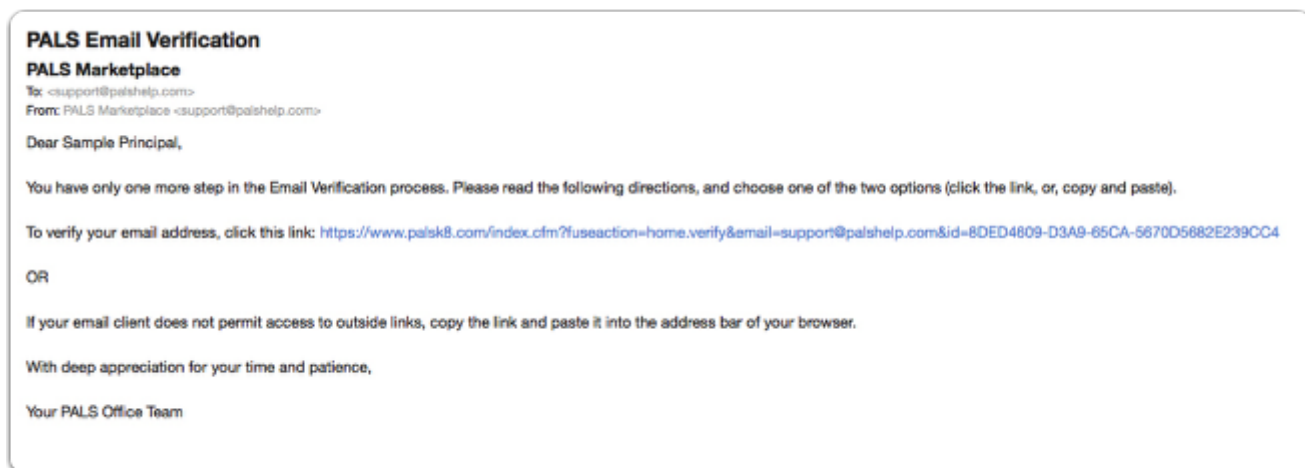 PALS Email Verification
PALS Marketplace
To: <support@palshelp.com>
From: PALS Marketplace <support@palshelp.com>
Dear Sample Principal,
You have only one more step in the Email Verification process. Please read the following directions, and choose one of the two options (click the link, or, copy and paste).
To verify your email address, click this link: https://www.palsk8.com/index.cfm?fuseaction=home.verify&email=support@palshelp.com&id=8DED4809-D3A9-65CA-5670D5682E239CC4
OR
If your email client does not permit access to outside links, copy the link and paste it into the address bar of your browser.
With deep appreciation for your time and patience,
Your PALS Office Team